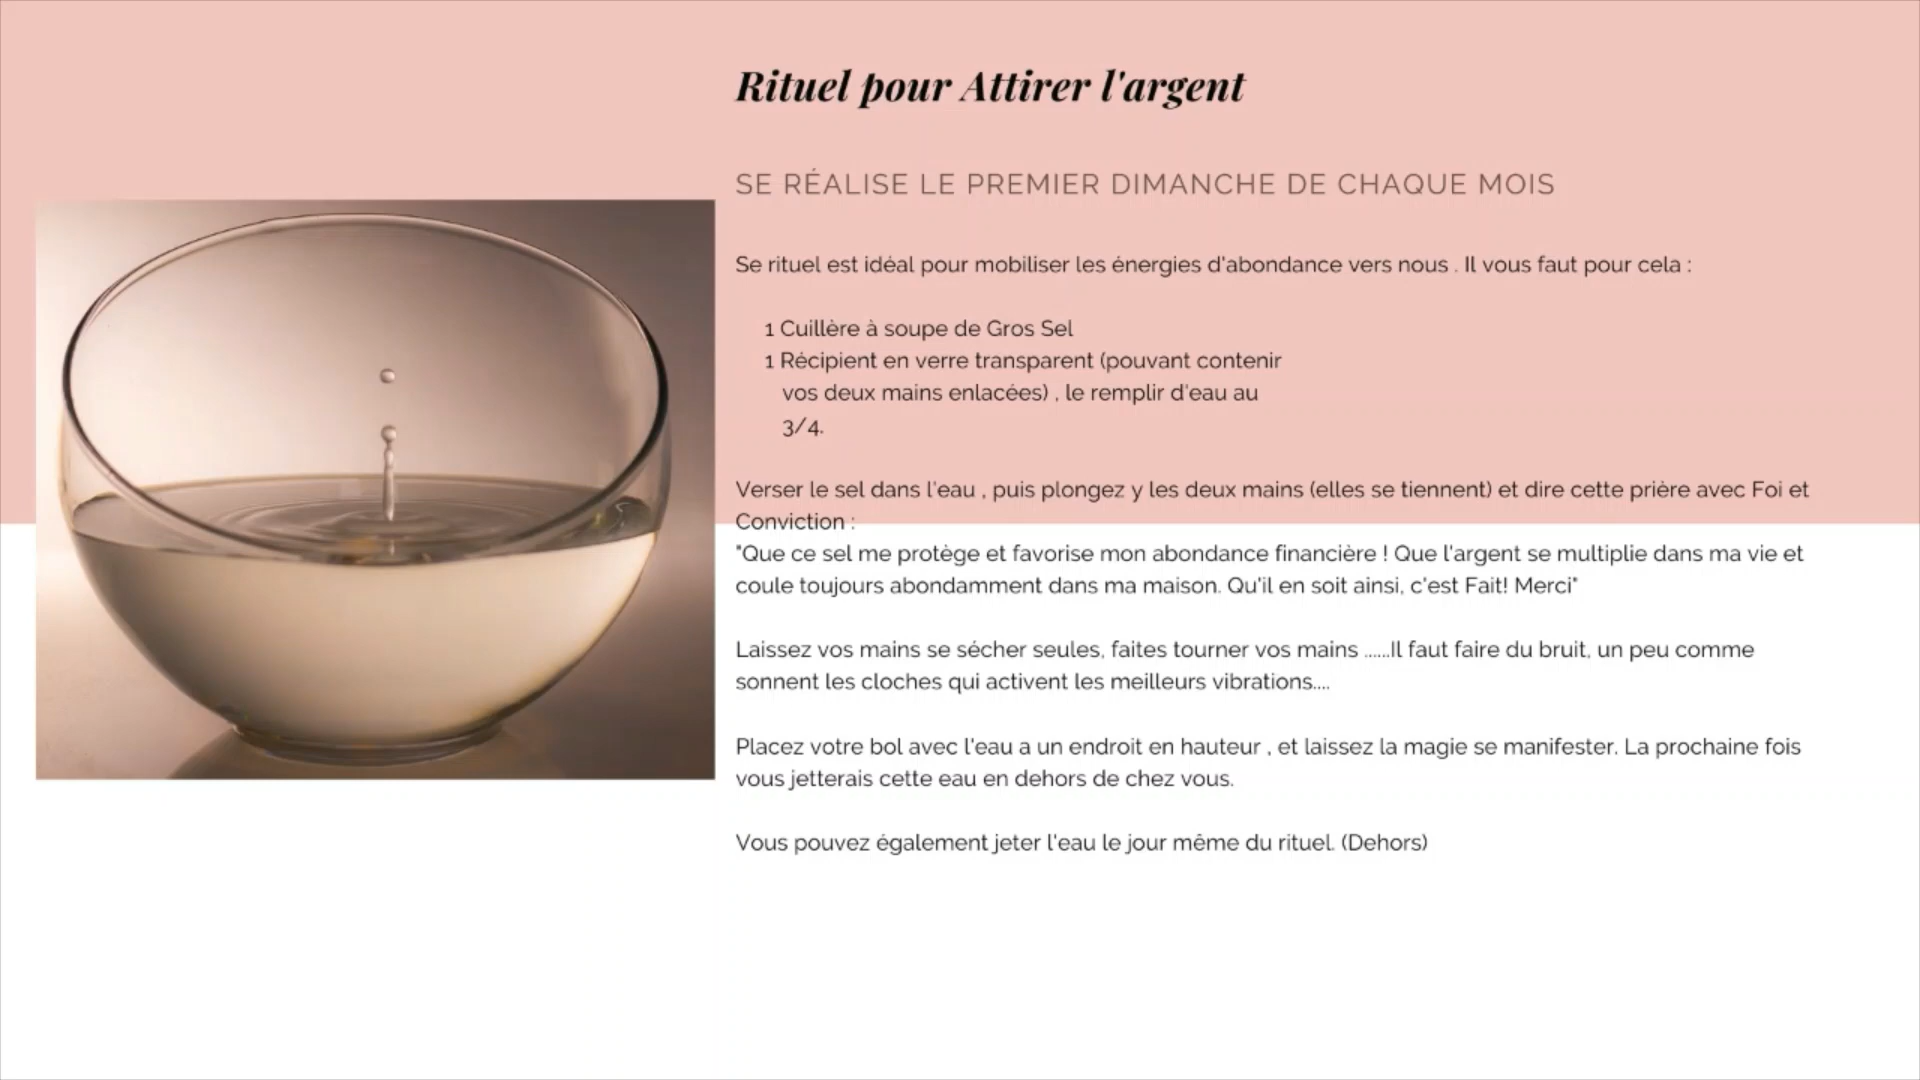 Rituel pour Attirer l'argent
SE RÉALISE LE PREMIER DIMANCHE DE CHAQUE MOIS
Se rituel est idéal pour mobiliser les énergies d'abondance vers nous . Il vous faut pour cela :
1 Cuillère à soupe de Gros Sel
1 Récipient en verre transparent (pouvant contenir
vos deux mains enlacées) , le remplir d'eau au
3/4.
Verser le sel dans l'eau , puis plongez y les deux mains (elles se tiennent) et dire cette prière avec Foi et
Conviction :
"Que ce sel me protège et favorise mon abondance financière ! Que l'argent se multiplie dans ma vie et
coule toujours abondamment dans ma maison. Qu'il en soit ainsi, c'est Fait! Merci"
Laissez vos mains se sécher seules, faites tourner vos mains ......Il faut faire du bruit, un peu comme
sonnent les cloches qui activent les meilleurs vibrations....
Placez votre bol avec l'eau a un endroit en hauteur , et laissez la magie se manifester. La prochaine fois
vous jetterais cette eau en dehors de chez vous.
Vous pouvez également jeter l'eau le jour même du rituel. (Dehors)